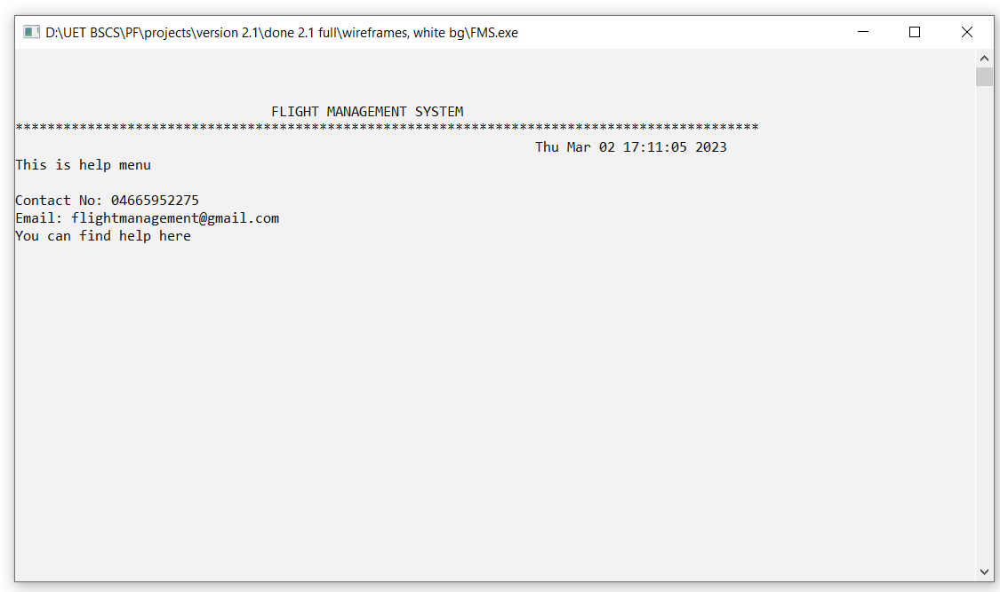 D:\UET BSCS\PF\projects\version 2.1\done 2.1 full\wireframes, white bg\FMS.exe
FLIGHT MANAGEMENT SYSTEM
*********************************************************************************************
Thu Mar 02 17:11:05 2023
This is help menu
Contact No: 04665952275
Email: flightmanagement@gmail.com
You can find help here